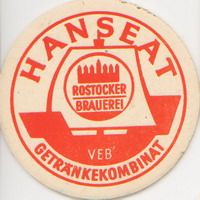 HANSEAT
ROSTOCKER
BRAUEREI
VEB
GETRÄNKEKOMBINAT